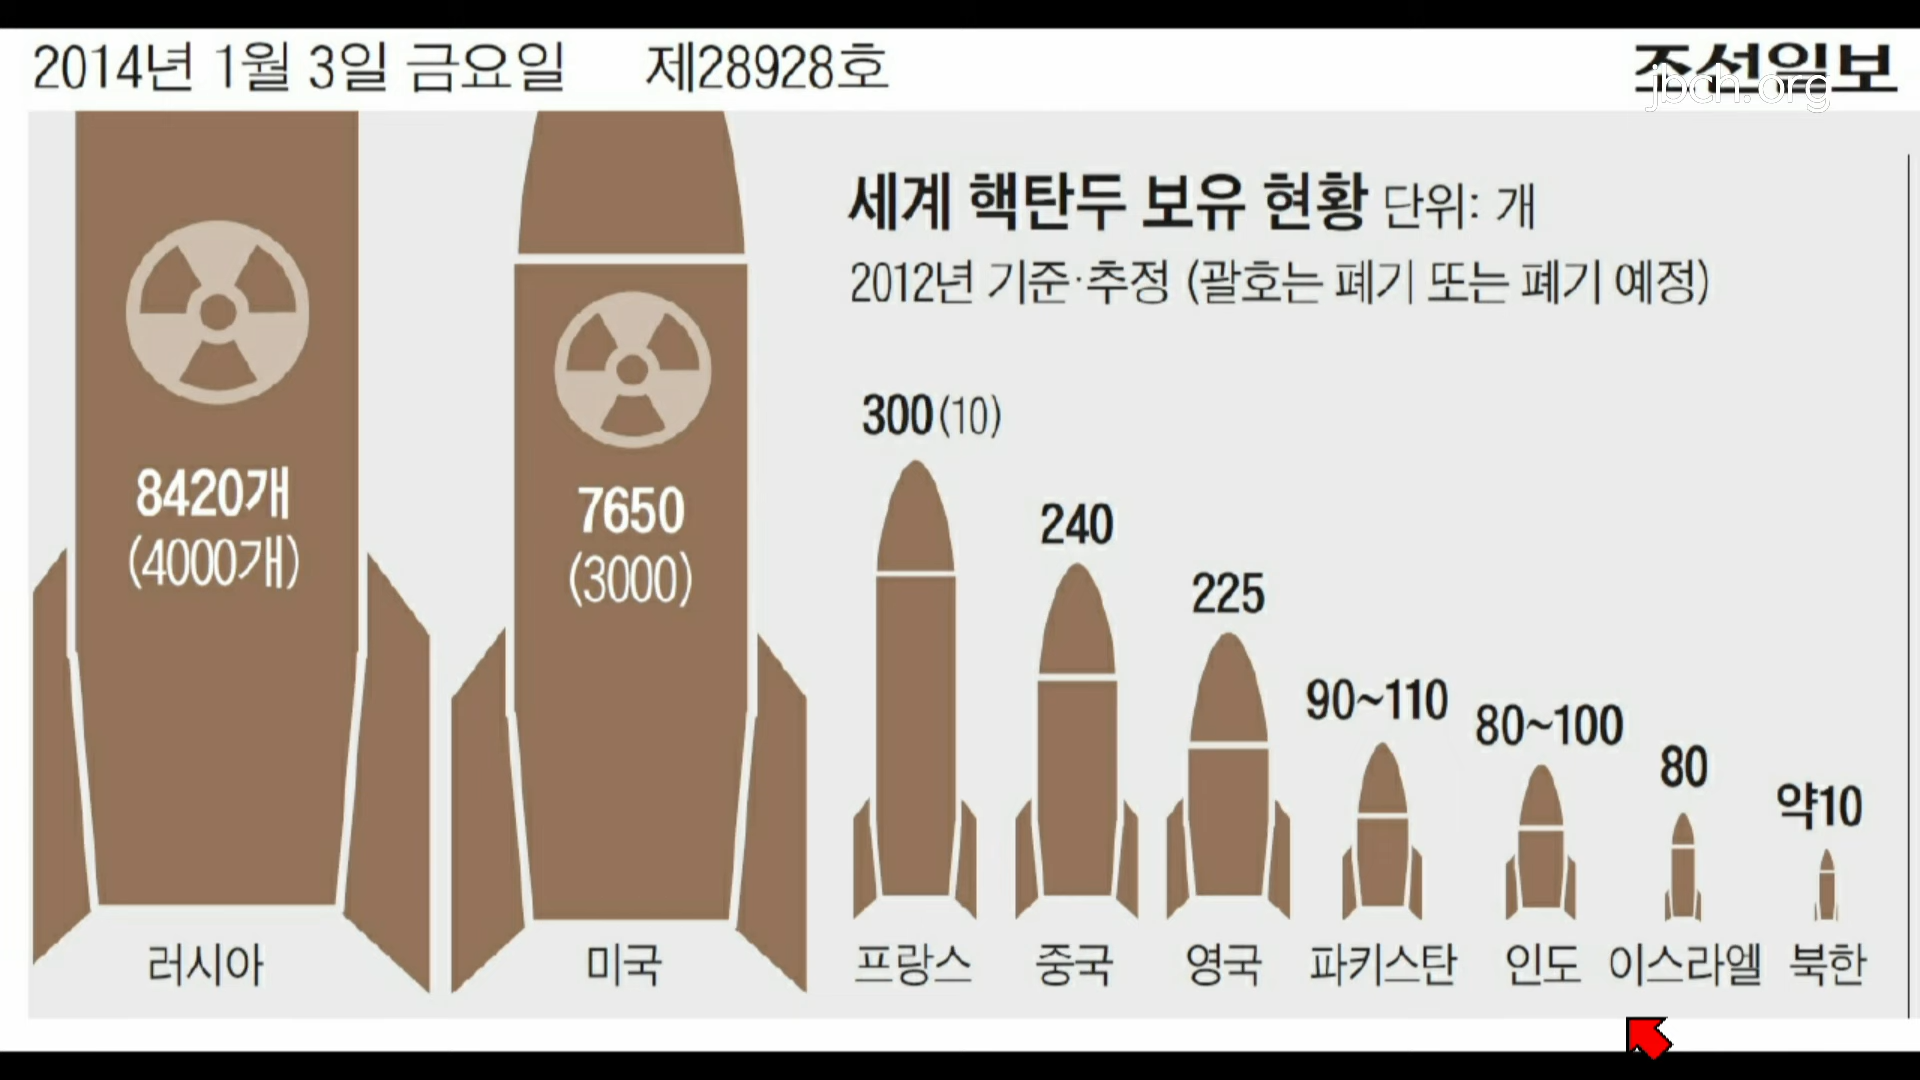 2014년 1월 3일 금요일 제28928호
조선일보
jbch.org
세계 핵탄두 보유 현황 단위: 개
2012년 기준·추정 (괄호는 폐기 또는 폐기 예정)
8420개
(4000개)
러시아
7650
(3000)
미국
300(10)
프랑스
240
중국
225
영국
90~110
파키스탄
80~100
인도
80
이스라엘
약10
북한